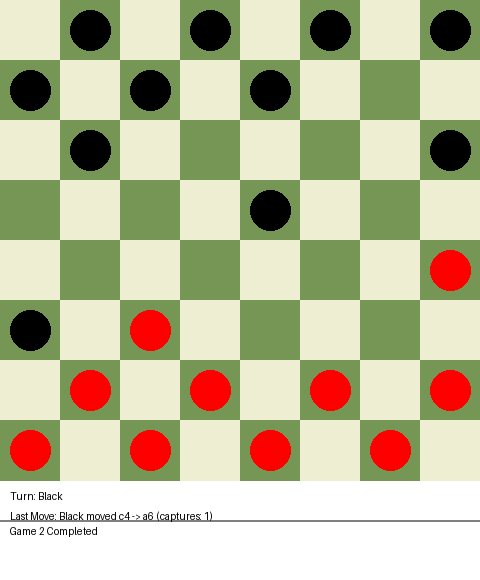 Turn: Black
Last Move: Black moved c4 -> a6 (captures: 1)
Game 2 Completed